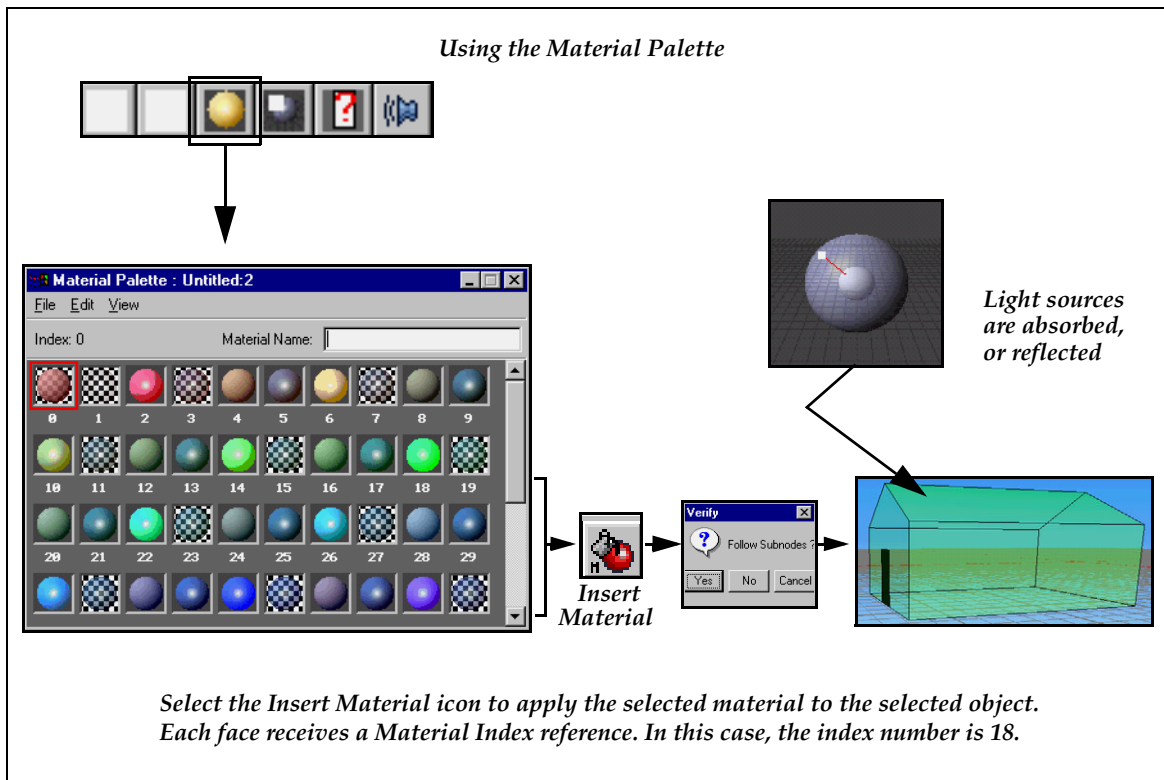 Using the Material Palette
Material Palette : Untitled:2
File Edit View
Index: 0 Material Name:
0 1 2 3 4 5 6 7 8 9
10 11 12 13 14 15 16 17 18 19
20 21 22 23 24 25 26 27 28 29
Light sources
are absorbed,
or reflected
M
Insert
Material
Verify
Follow Subnodes ?
Yes No Cancel
Select the Insert Material icon to apply the selected material to the selected object.
Each face receives a Material Index reference. In this case, the index number is 18.